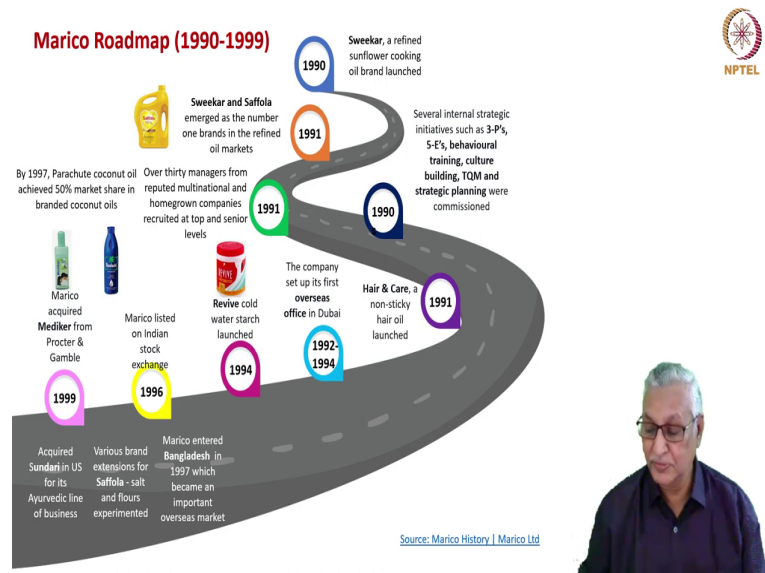 Marico Roadmap (1990-1999)
NPTEL
1990
Sweekar, a refined
sunflower cooking
oil brand launched
Sweekar and Saffola
emerged as the number
one brands in the refined
oil markets
1991
Several internal strategic
initiatives such as 3-P's,
5-E's, behavioural
training, culture
building, TQM and
strategic planning were
commissioned
1990
By 1997, Parachute coconut oil
achieved 50% market share in
branded coconut oils
Over thirty managers from
reputed multinational and
homegrown companies
recruited at top and senior
levels
1991
Hair & Care, a
non-sticky
hair oil
launched
1991
The company
set up its first
overseas
office in Dubai
1992-
1994
REVIVE
Revive cold
water starch
launched
1994
Marico listed
on Indian
stock
exchange
1996
Marico
acquired
Mediker from
Procter &
Gamble
1999
Acquired
Sundari in US
for its
Ayurvedic line
of business
Various brand
extensions for
Saffola - salt
and flours
experimented
Marico entered
Bangladesh in
1997 which
became an
important
overseas market
Source: Marico History | Marico Ltd